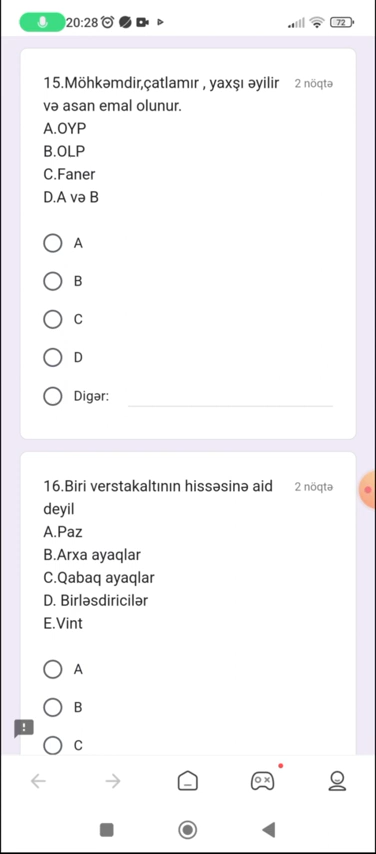 20:28
72
15.Möhkəmdir,çatlamır , yaxşı əyilir
və asan emal olunur.
2 nöqtə
A.OYP
B.OLP
C.Faner
D.A və B
A
B
C
D
Digər:
16.Biri verstakaltının hissəsinə aid
deyil
2 nöqtə
A.Paz
B.Arxa ayaqlar
C.Qabaq ayaqlar
D. Birləsdiricilər
E.Vint
A
B
C